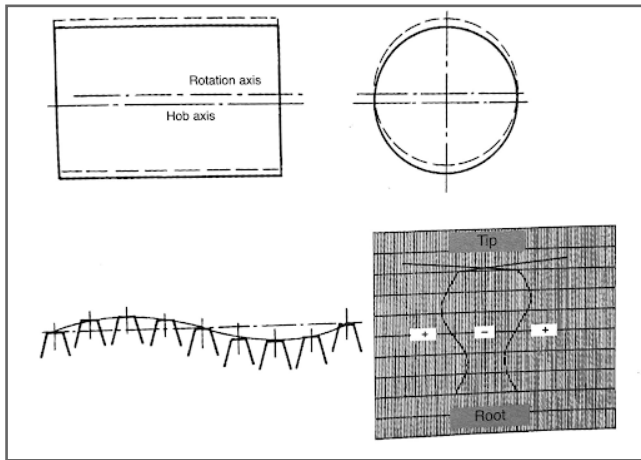 Rotation axis
Hob axis
Tip
+ − +
Root